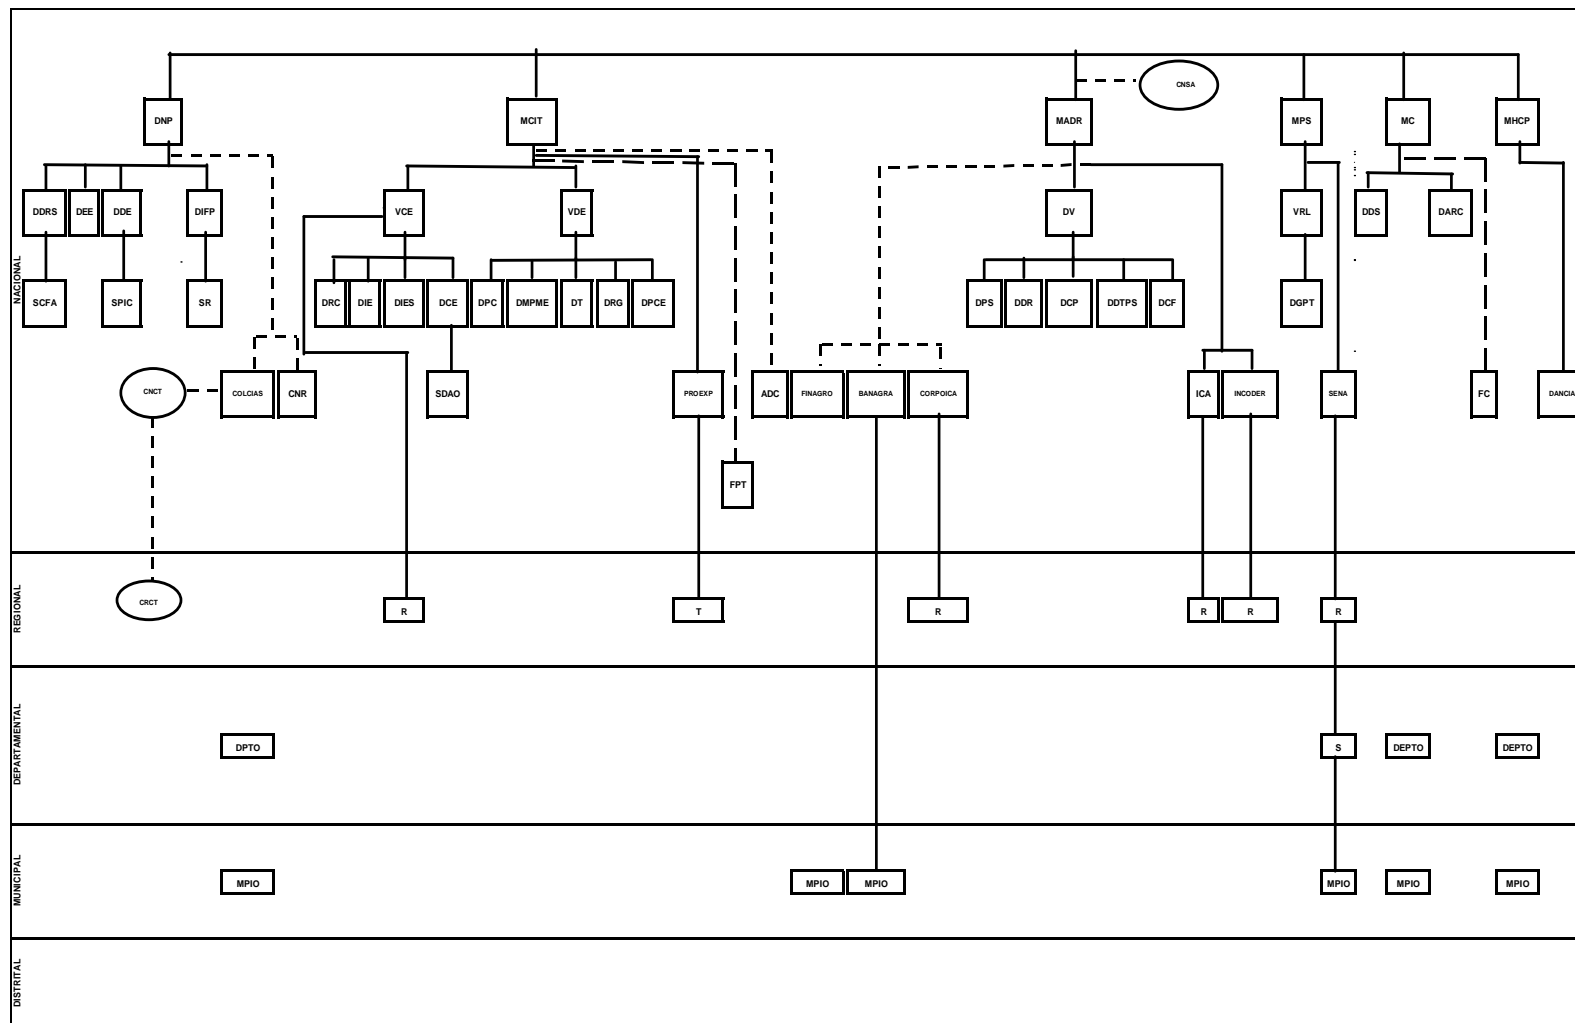 CNSA
DNP
MCIT
MADR
MPS
MC
MHCP
DDRS
DEE
DDE
DIFP
VCE
VDE
DV
VRL
DDS
DARC
NACIONAL
SCFA
SPIC
SR
DRC
DIE
DIES
DCE
DPC
DMPME
DT
DRG
DPCE
DPS
DDR
DCP
DDTPS
DCF
DGPT
CNCT
COLCIAS
CNR
SDAO
PROEXP
ADC
FINAGRO
BANAGRA
CORPOICA
ICA
INCODER
SENA
FC
DANCIA
FPT
REGIONAL
CRCT
R
T
R
R
R
R
DEPARTAMENTAL
DPTO
S
DEPTO
DEPTO
MUNICIPAL
MPIO
MPIO
MPIO
MPIO
MPIO
MPIO
DISTRITAL